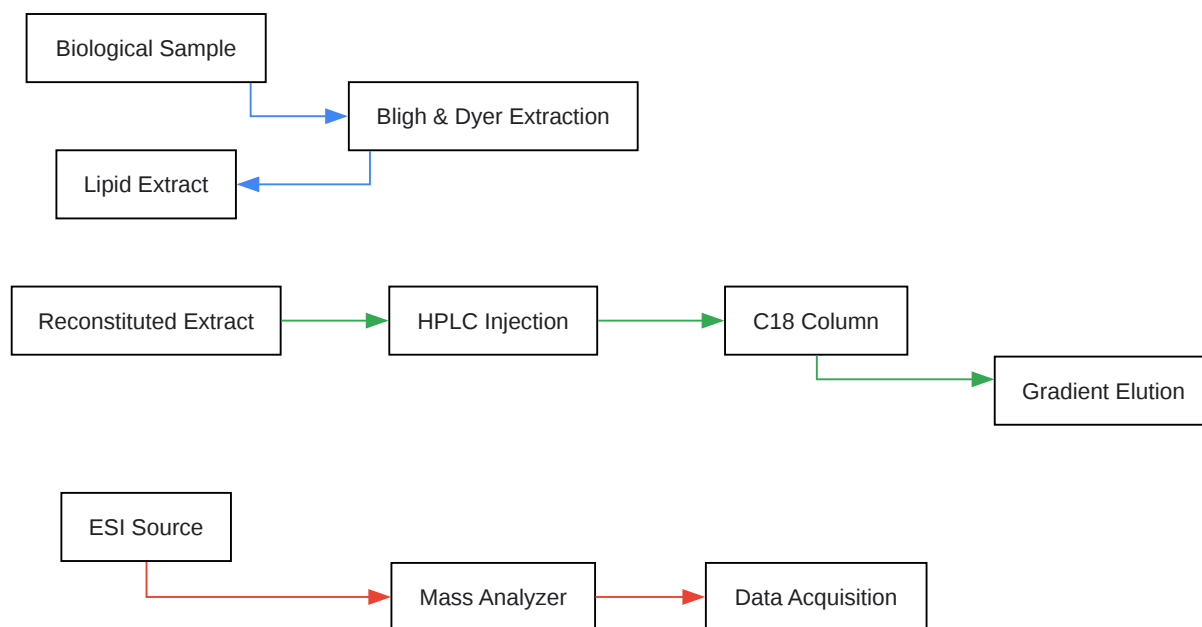 Biological Sample
Bligh & Dyer Extraction
Lipid Extract
Reconstituted Extract
HPLC Injection
C18 Column
Gradient Elution
ESI Source
Mass Analyzer
Data Acquisition